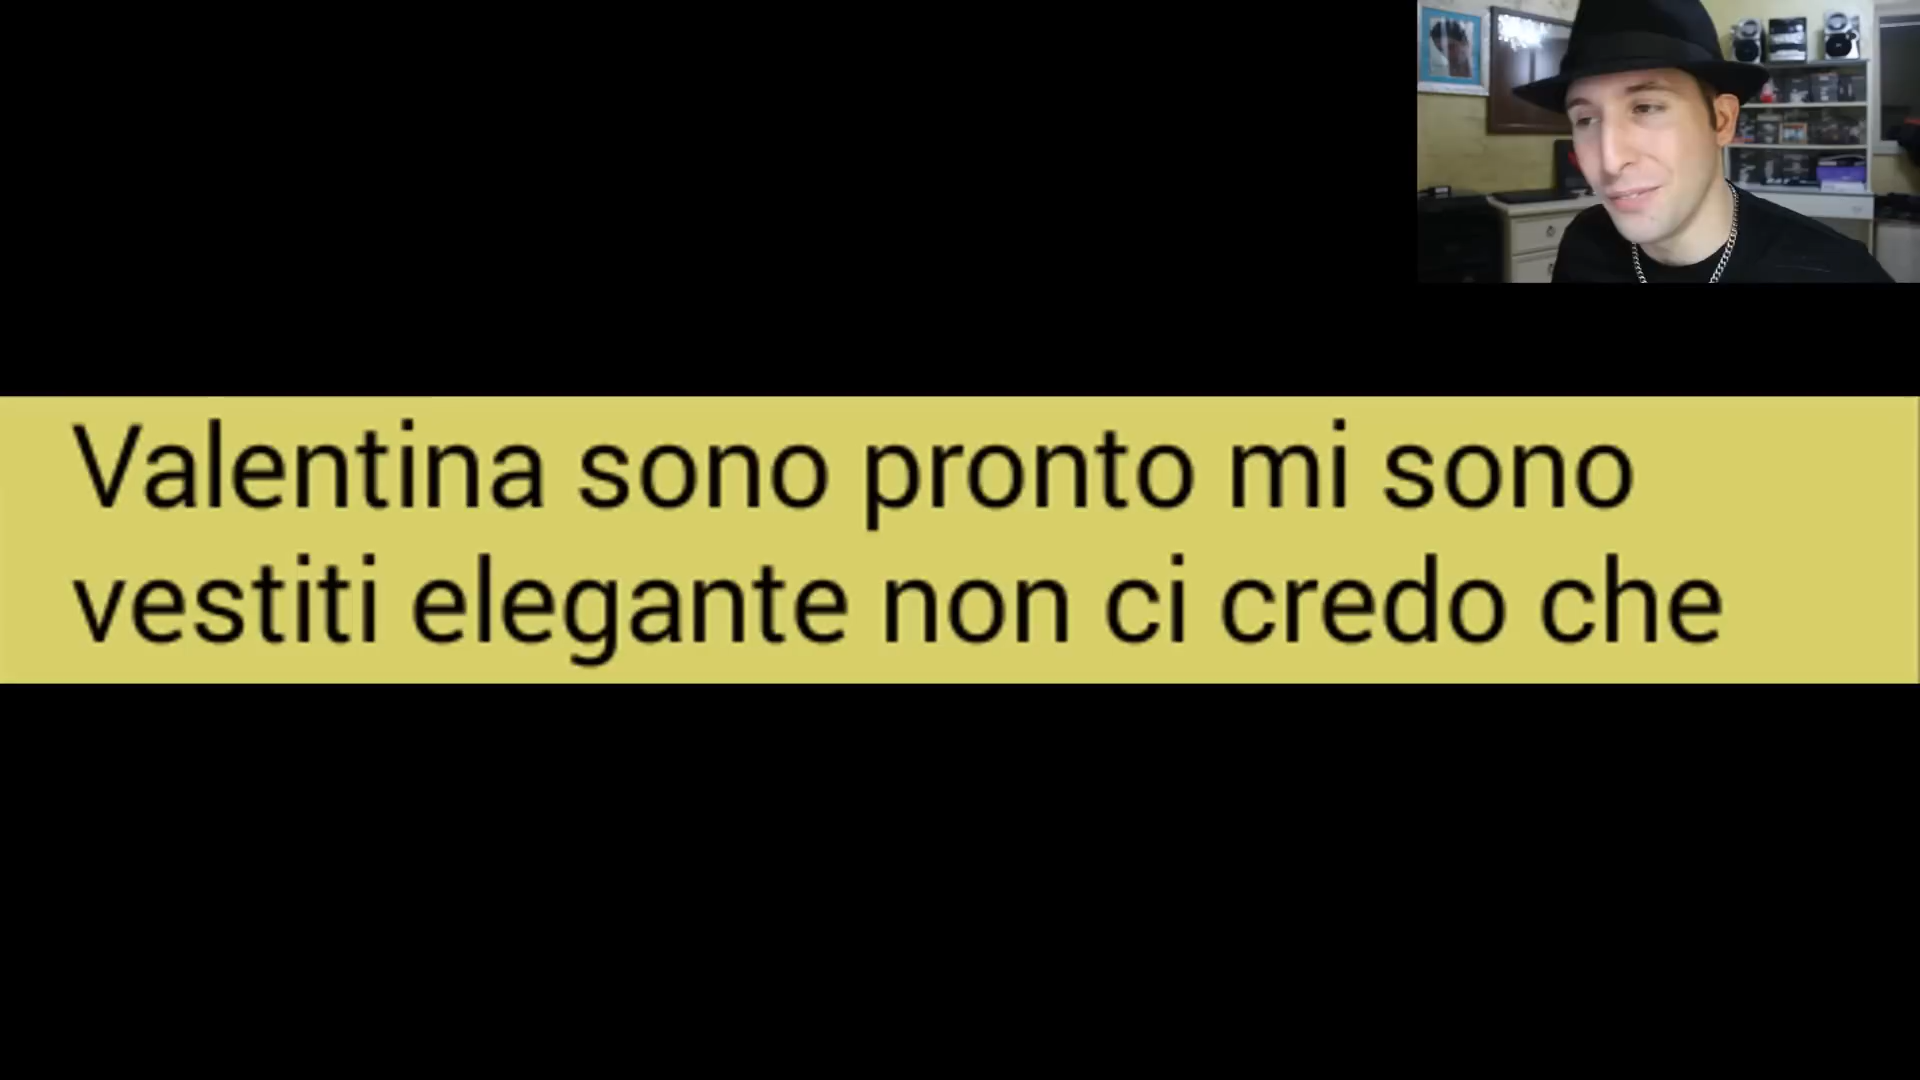 Valentina sono pronto mi sono
vestiti elegante non ci credo che